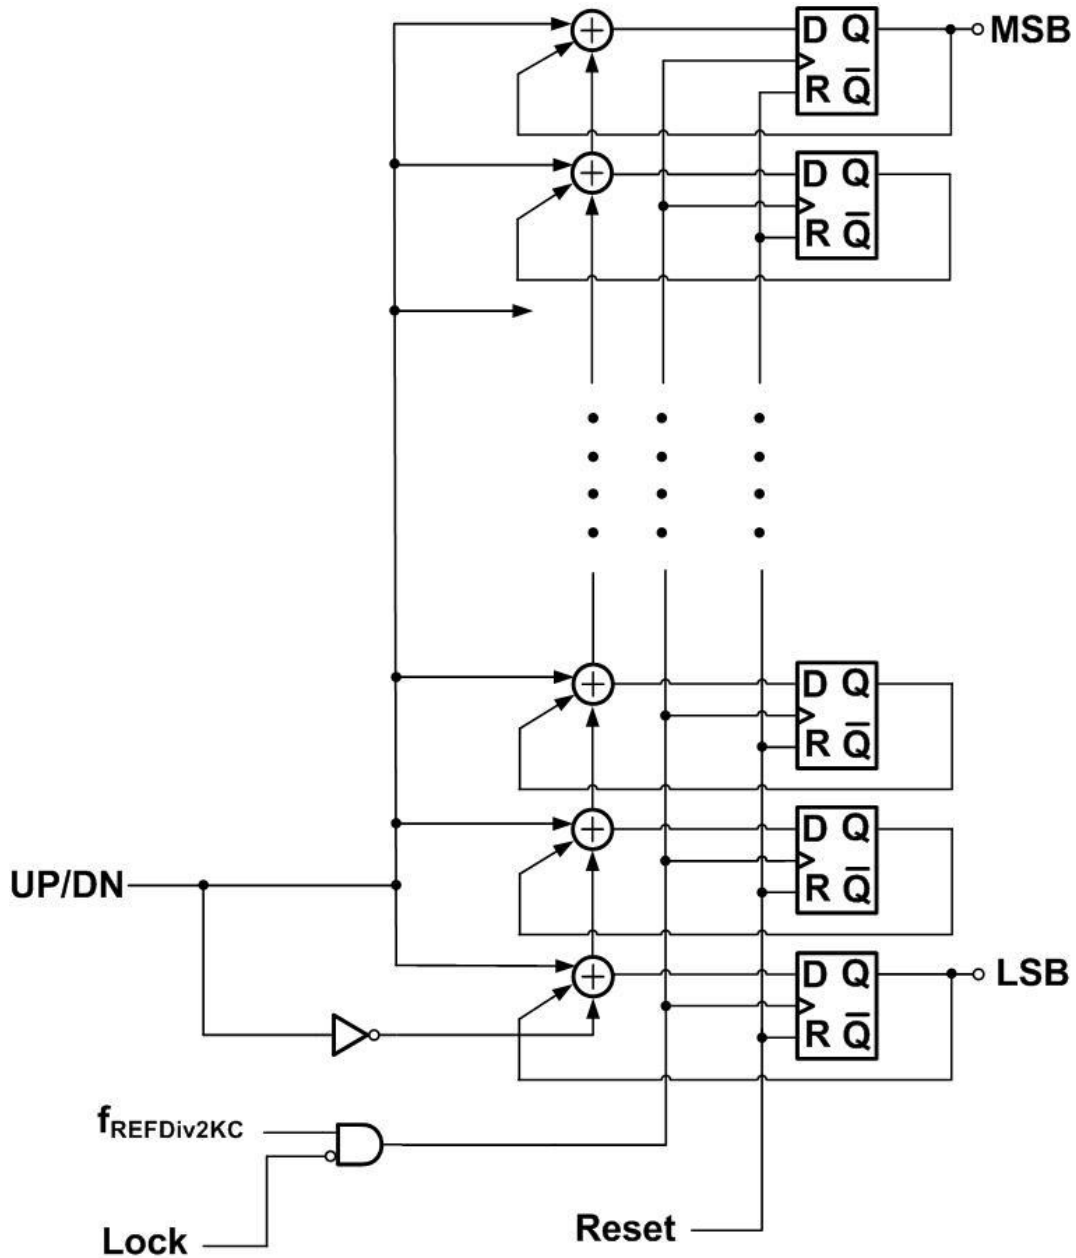 D Q MSB
R Q̅
D Q
R Q̅
D Q
R Q̅
D Q
R Q̅
UP/DN
D Q LSB
R Q̅
fREFDiv2KC
Lock
Reset